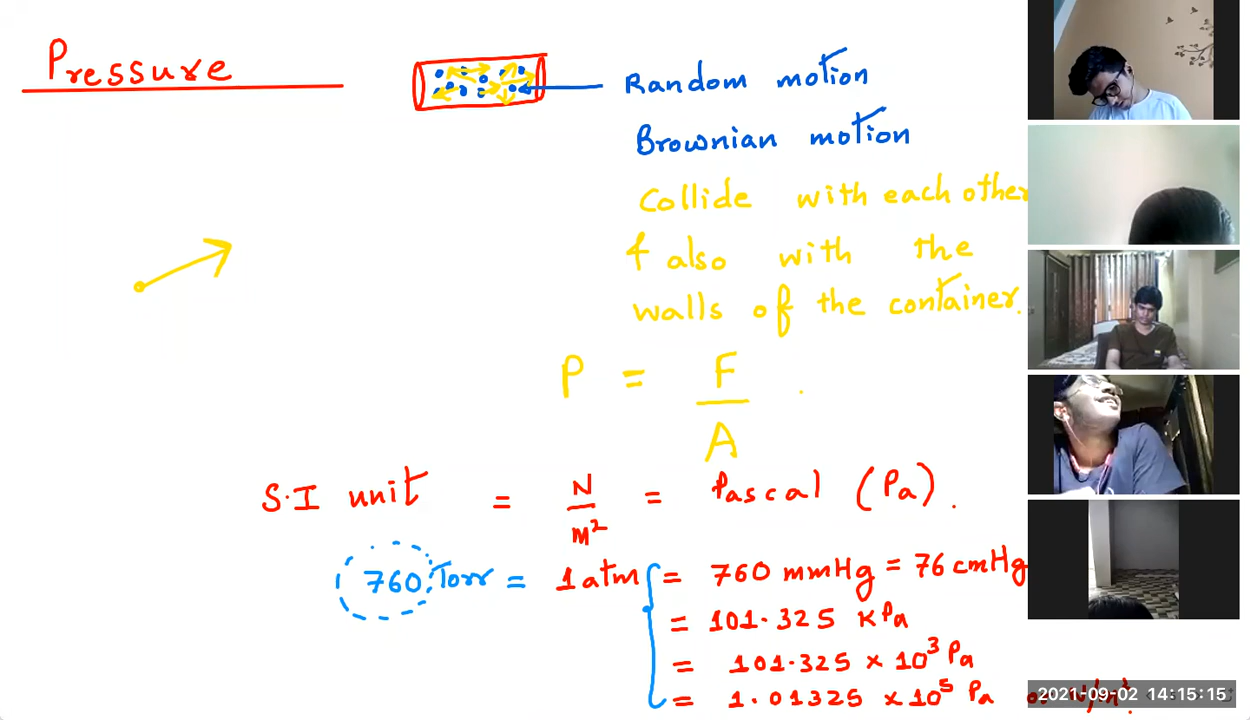 Pressure
Random motion
Brownian motion
Collide with each other
& also with the
walls of the container.
P = F / A
S.I unit = N / m² = Pascal (Pa).
760 Torr = 1 atm = 760 mmHg = 76 cmHg
= 101.325 KPa
= 101.325 × 10³ Pa
= 1.01325 × 10⁵ Pa or N/m².
2021-09-02 14:15:15